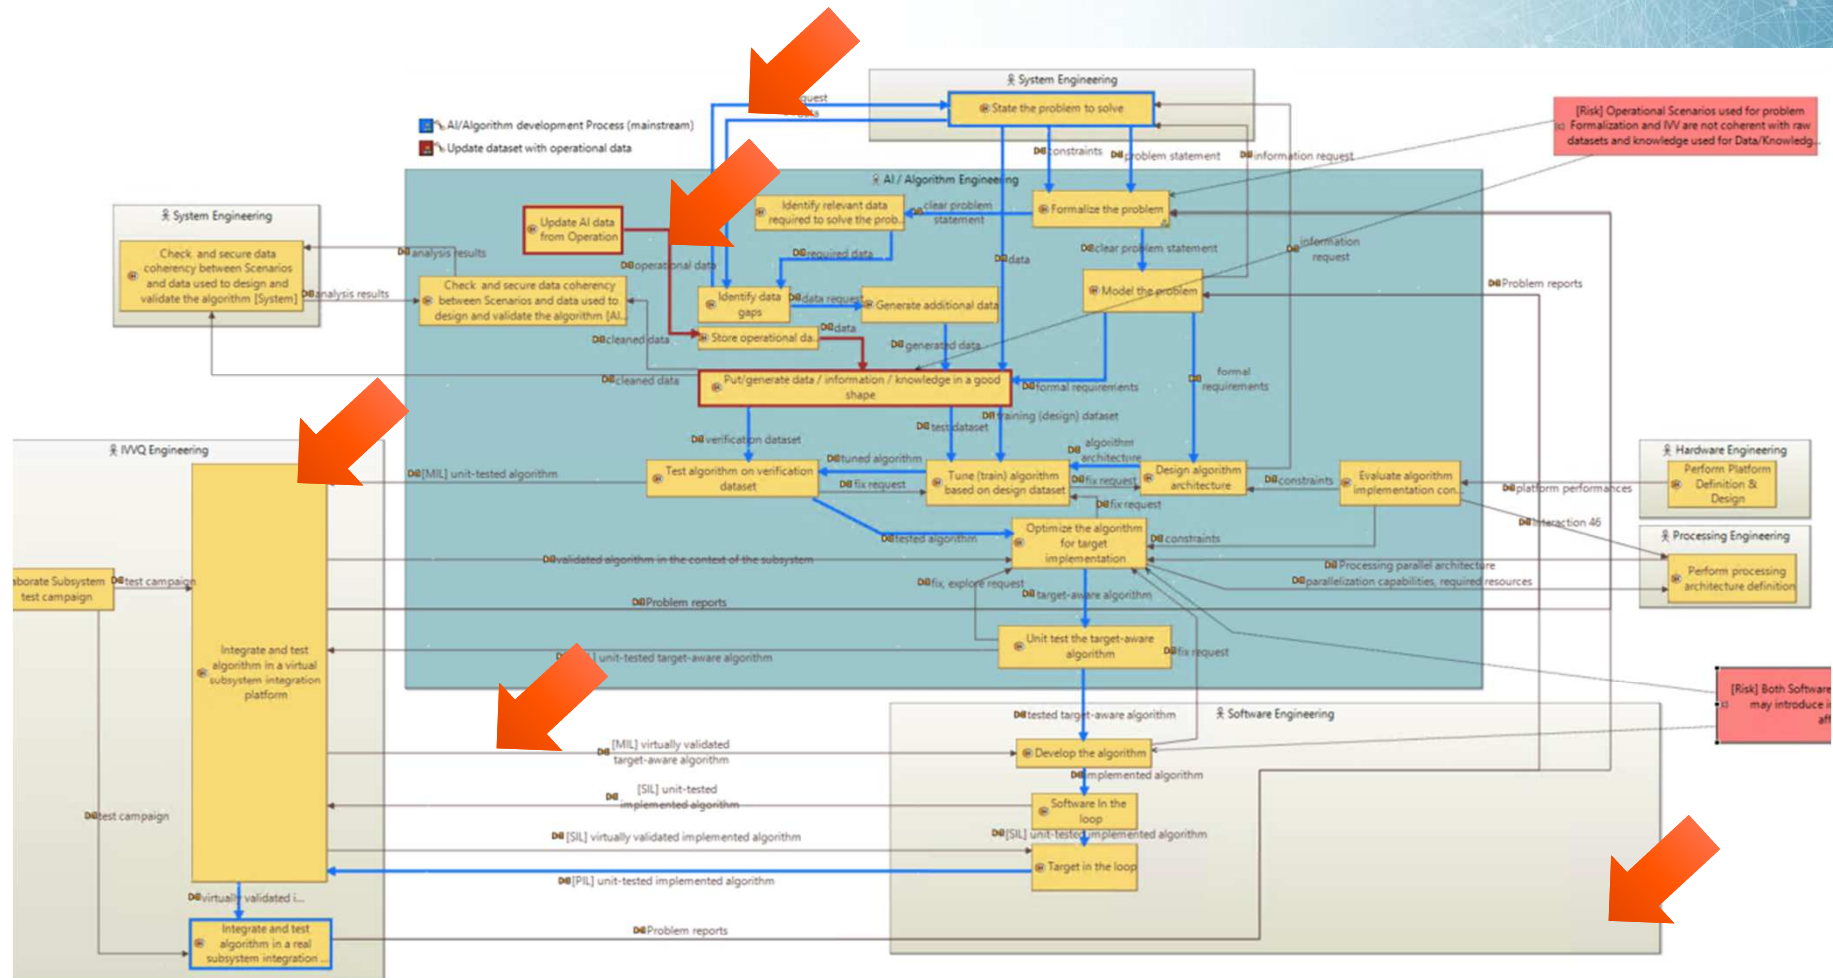 System Engineering
State the problem to solve
quest
data
AI/Algorithm development Process (mainstream)
Update dataset with operational data
constraints
problem statement
information request
[Risk] Operational Scenarios used for problem
Formalization and IVV are not coherent with raw
datasets and knowledge used for Data/Knowledg...
AI / Algorithm Engineering
System Engineering
Check and secure data
coherency between Scenarios
and data used to design and
validate the algorithm [System]
analysis results
analysis results
Update AI data
from Operation
operational data
Identify relevant data
required to solve the prob...
clear problem
statement
Formalize the problem
required data
clear problem statement
data
information
request
Problem reports
Check and secure data coherency
between Scenarios and data used to
design and validate the algorithm [AI...
Identify data
gaps
data request
Generate additional data
Model the problem
Store operational da...
data
cleaned data
generated data
cleaned data
Put/generate data / information / knowledge in a good
shape
formal requirements
formal
requirements
verification dataset
test dataset
training (design) dataset
IVVQ Engineering
[MIL] unit-tested algorithm
Test algorithm on verification
dataset
tuned algorithm
fix request
Tune (train) algorithm
based on design dataset
algorithm
architecture
fix request
Design algorithm
architecture
constraints
Evaluate algorithm
implementation con...
platform performances
Hardware Engineering
Perform Platform
Definition &
Design
fix request
Interaction 46
tested algorithm
Optimize the algorithm
for target
implementation
constraints
Processing Engineering
Perform processing
architecture definition
validated algorithm in the context of the subsystem
Processing parallel architecture
parallelization capabilities, required resources
aborate Subsystem
test campaign
test campaign
fix, explore request
target-aware algorithm
Problem reports
Integrate and test
algorithm in a virtual
subsystem integration
platform
unit-tested target-aware algorithm
Unit test the target-aware
algorithm
fix request
[Risk] Both Software
may introduce i
aff
tested target-aware algorithm
Software Engineering
[MIL] virtually validated
target-aware algorithm
Develop the algorithm
implemented algorithm
[SIL] unit-tested
implemented algorithm
Software In the
loop
test campaign
[SIL] virtually validated implemented algorithm
[SIL] unit-tested implemented algorithm
Target in the loop
[PIL] unit-tested implemented algorithm
virtually validated i...
Integrate and test
algorithm in a real
subsystem integration ...
Problem reports